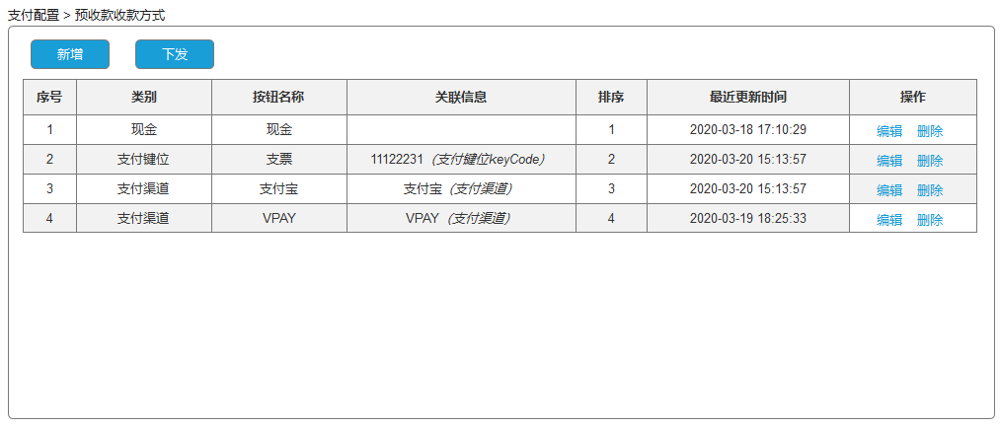 支付配置 > 预收款收款方式
新增 下发
序号 类别 按钮名称 关联信息 排序 最近更新时间 操作
1 现金 现金 1 2020-03-18 17:10:29 编辑 删除
2 支付键位 支票 11122231（支付键位keyCode） 2 2020-03-20 15:13:57 编辑 删除
3 支付渠道 支付宝 支付宝（支付渠道） 3 2020-03-20 15:13:57 编辑 删除
4 支付渠道 VPAY VPAY（支付渠道） 4 2020-03-19 18:25:33 编辑 删除